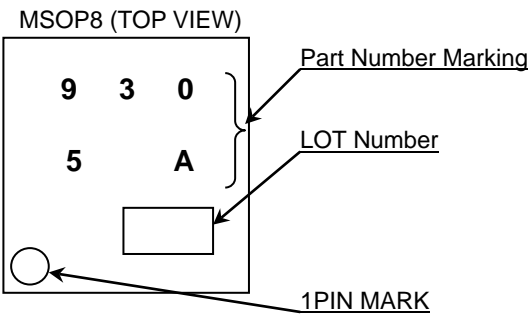 MSOP8 (TOP VIEW)
Part Number Marking
9 3 0
LOT Number
5 A
1PIN MARK